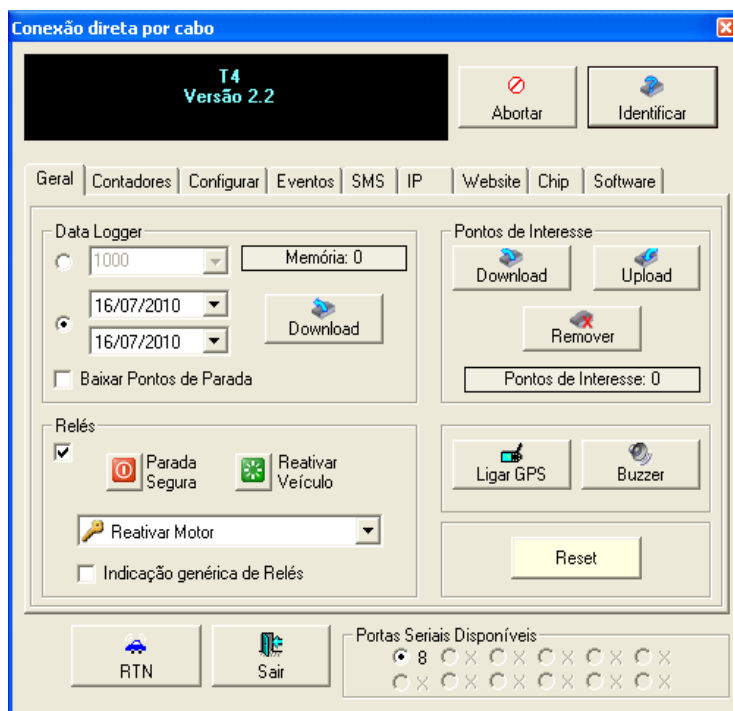 Conexão direta por cabo
T4
Versão 2.2
Abortar
Identificar
Geral
Contadores
Configurar
Eventos
SMS
IP
Website
Chip
Software
Data Logger
1000
Memória: 0
16/07/2010
16/07/2010
Download
Baixar Pontos de Parada
Pontos de Interesse
Download
Upload
Remover
Pontos de Interesse: 0
Relés
Parada
Segura
Reativar
Veículo
Reativar Motor
Indicação genérica de Relés
Ligar GPS
Buzzer
Reset
RTN
Sair
Portas Seriais Disponíveis
8 X X X X X
X X X X X X